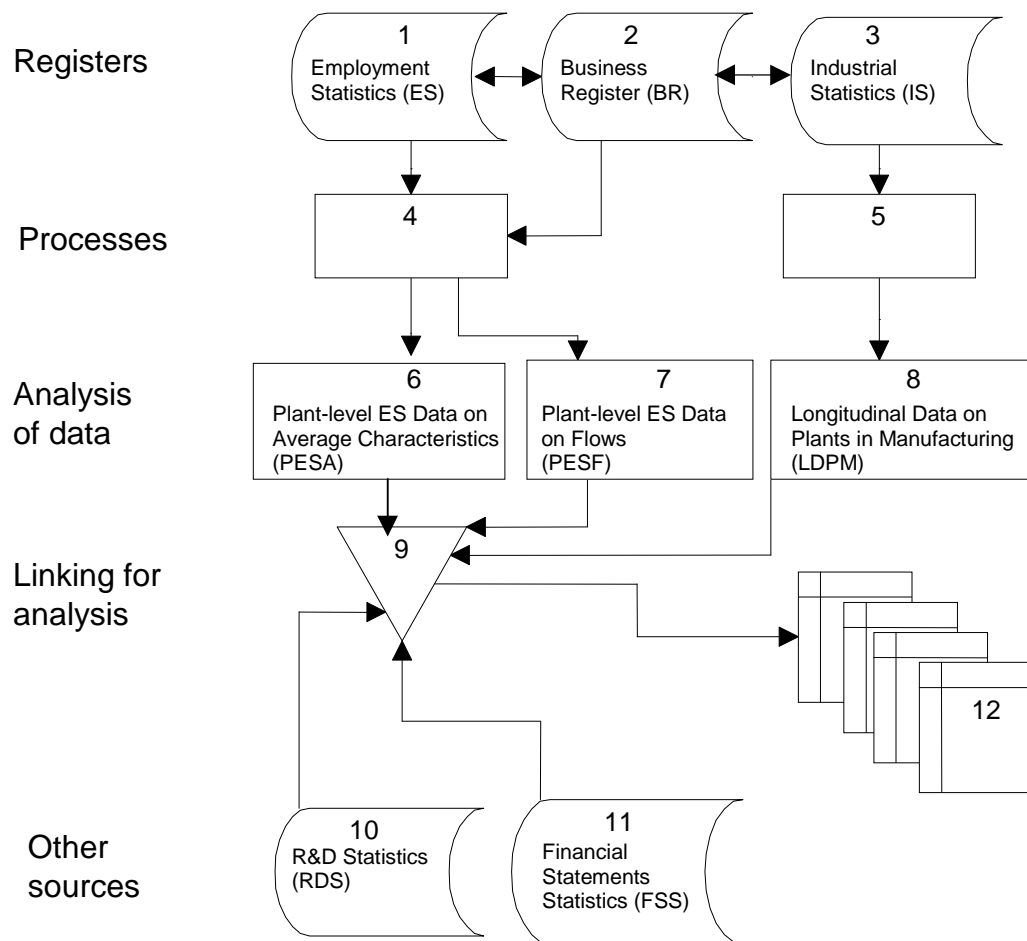 Registers
1
Employment
Statistics (ES)
2
Business
Register (BR)
3
Industrial
Statistics (IS)
Processes
4
5
Analysis
of data
6
Plant-level ES Data on
Average Characteristics
(PESA)
7
Plant-level ES Data
on Flows
(PESF)
8
Longitudinal Data on
Plants in Manufacturing
(LDPM)
Linking for
analysis
9
12
Other
sources
10
R&D Statistics
(RDS)
11
Financial
Statements
Statistics (FSS)